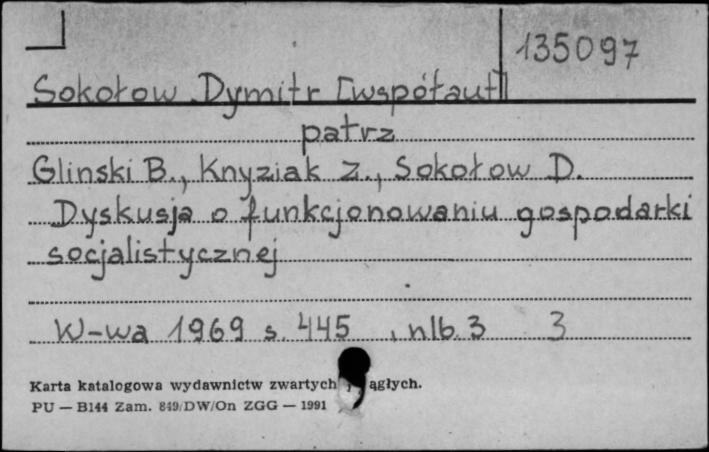 135097
Sokołow Dymitr [współaut]
patrz
Glinski B., Knyziak Z., Sokołow D.
Dyskusja o funkcjonowaniu gospodarki
socjalistycznej
W-wa 1969 s. 445 , nlb. 3 3
Karta katalogowa wydawnictw zwartych i ągłych.
PU — B144 Zam. 849/DW/On ZGG — 1991